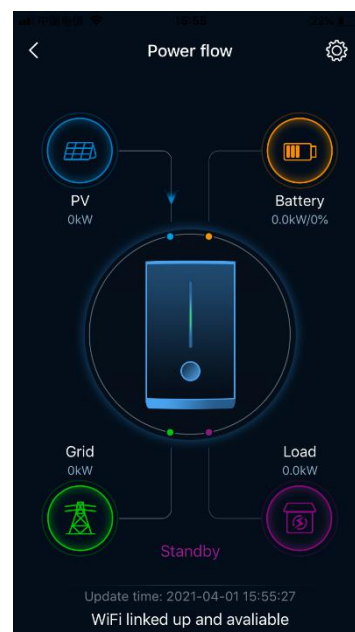 Power flow
PV
0kW
Battery
0.0kW/0%
Grid
0kW
Load
0.0kW
Standby
Update time: 2021-04-01 15:55:27
WiFi linked up and avaliable